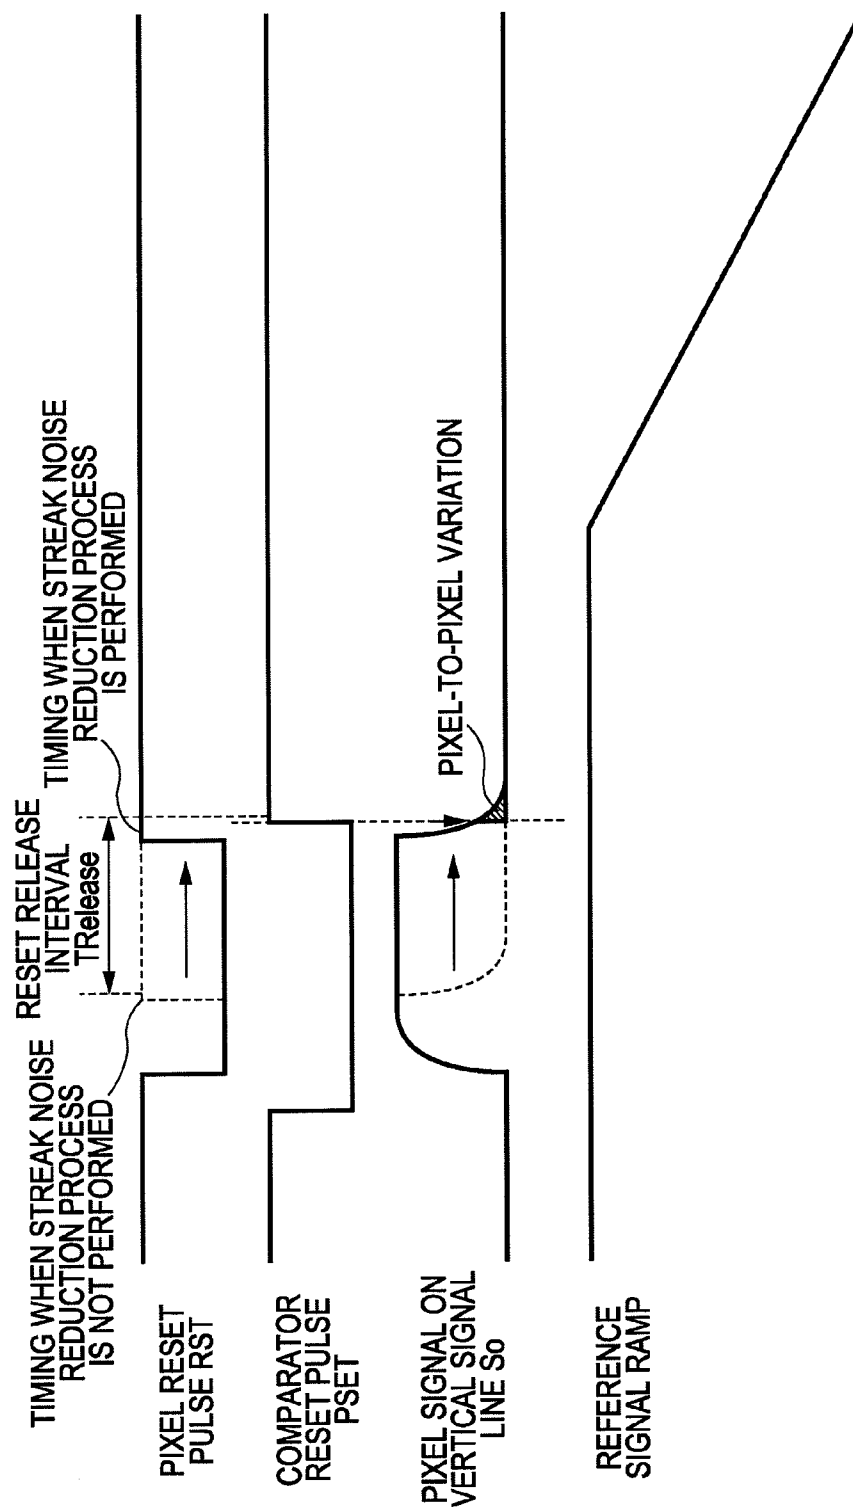 TIMING WHEN STREAK NOISE
REDUCTION PROCESS
IS NOT PERFORMED
RESET RELEASE
INTERVAL
TRelease
TIMING WHEN STREAK NOISE
REDUCTION PROCESS
IS PERFORMED
PIXEL RESET
PULSE RST
COMPARATOR
RESET PULSE
PSET
PIXEL SIGNAL ON
VERTICAL SIGNAL
LINE So
PIXEL-TO-PIXEL VARIATION
REFERENCE
SIGNAL RAMP